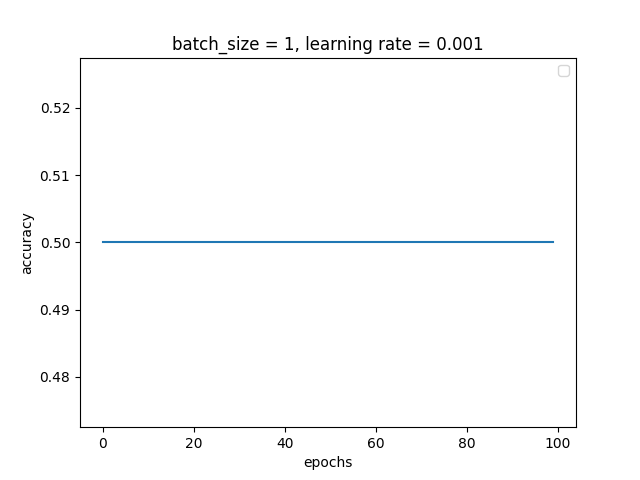 batch_size = 1, learning rate = 0.001
0.52
0.51
0.50
0.49
0.48
accuracy
0 20 40 60 80 100
epochs